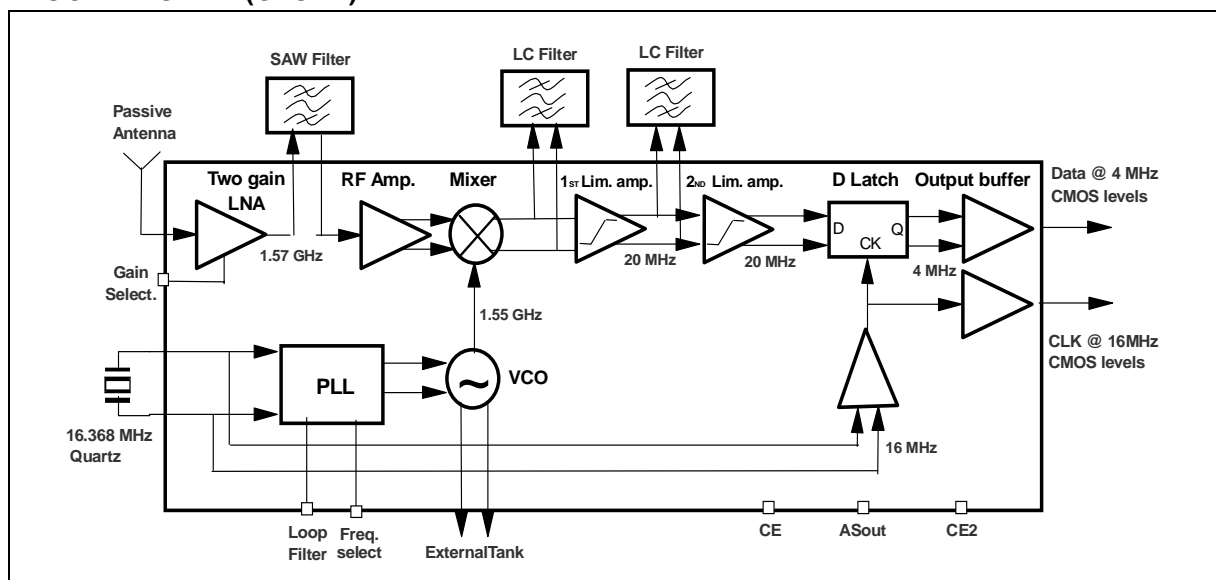 SAW Filter
LC Filter
LC Filter
Passive
Antenna
Two gain
LNA
RF Amp.
Mixer
1ST Lim. amp.
2ND Lim. amp.
D Latch
Output buffer
Data @ 4 MHz
CMOS levels
D
Q
CK
1.57 GHz
20 MHz
20 MHz
4 MHz
Gain
Select.
1.55 GHz
CLK @ 16MHz
CMOS levels
PLL
~
VCO
16.368 MHz
Quartz
16 MHz
Loop
Filter
Freq.
select
ExternalTank
CE
ASout
CE2